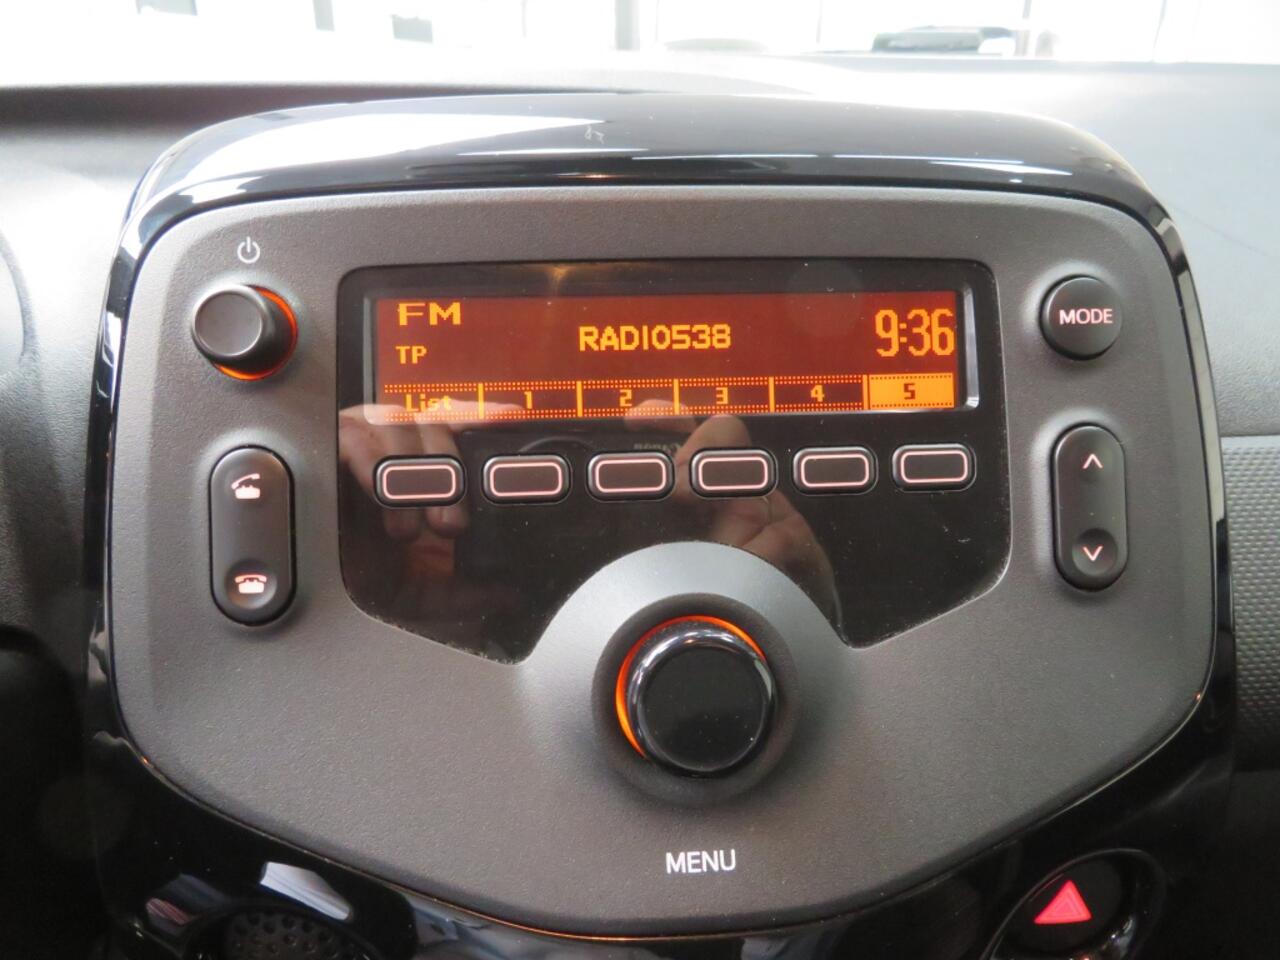 FM
RADIO538
9:36
TP
List 1 2 3 4 5
MODE
MENU